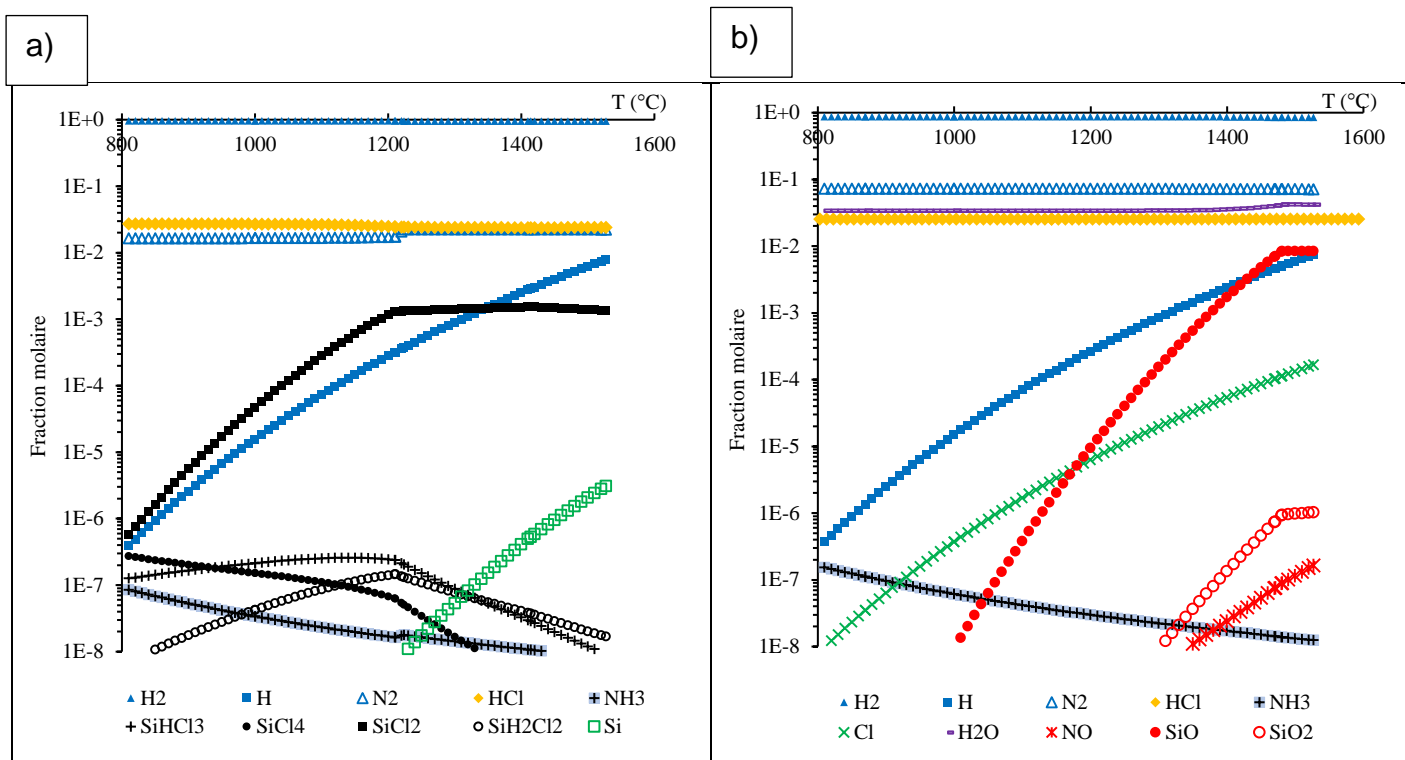 a)
T (°C)
1E+0
1E-1
1E-2
1E-3
1E-4
1E-5
1E-6
1E-7
1E-8
800 1000 1200 1400 1600
Fraction molaire
H2 H N2 HCl NH3
SiHCl3 SiCl4 SiCl2 SiH2Cl2 Si
b)
T (°C)
1E+0
1E-1
1E-2
1E-3
1E-4
1E-5
1E-6
1E-7
1E-8
800 1000 1200 1400 1600
Fraction molaire
H2 H N2 HCl NH3
Cl H2O NO SiO SiO2